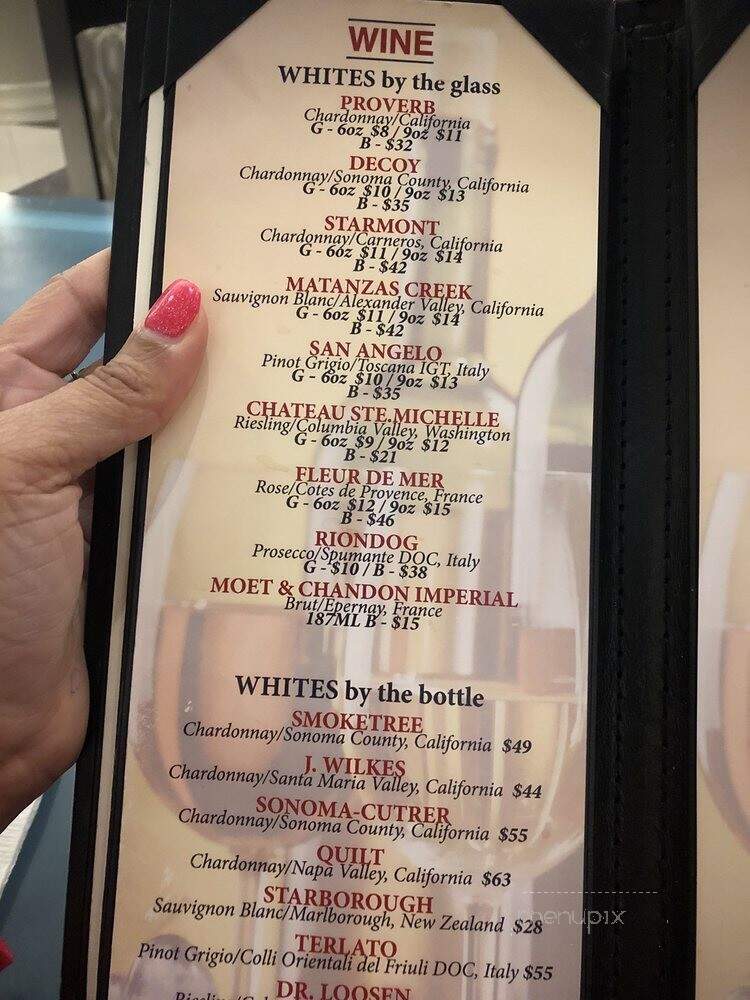 WINE
WHITES by the glass
PROVERB
Chardonnay/California
G - 6oz $8 / 9oz $11
B - $32
DECOY
Chardonnay/Sonoma County, California
G - 6oz $10 / 9oz $13
B - $35
STARMONT
Chardonnay/Carneros, California
G - 6oz $11 / 9oz $14
B - $42
MATANZAS CREEK
Sauvignon Blanc/Alexander Valley, California
G - 6oz $11 / 9oz $14
B - $42
SAN ANGELO
Pinot Grigio/Toscana IGT, Italy
G - 6oz $10 / 9oz $13
B - $35
CHATEAU STE.MICHELLE
Riesling/Columbia Valley, Washington
G - 6oz $9 / 9oz $12
B - $21
FLEUR DE MER
Rose/Cotes de Provence, France
G - 6oz $12 / 9oz $15
B - $46
RIONDOG
Prosecco/Spumante DOC, Italy
G - $10 / B - $38
MOET & CHANDON IMPERIAL
Brut/Epernay, France
187ML B - $15
WHITES by the bottle
SMOKETREE
Chardonnay/Sonoma County, California $49
J. WILKES
Chardonnay/Santa Maria Valley, California $44
SONOMA-CUTRER
Chardonnay/Sonoma County, California $55
QUILT
Chardonnay/Napa Valley, California $63
STARBOROUGH
Sauvignon Blanc/Marlborough, New Zealand $28
menupix
TERLATO
Pinot Grigio/Colli Orientali del Friuli DOC, Italy $55
DR. LOOSEN